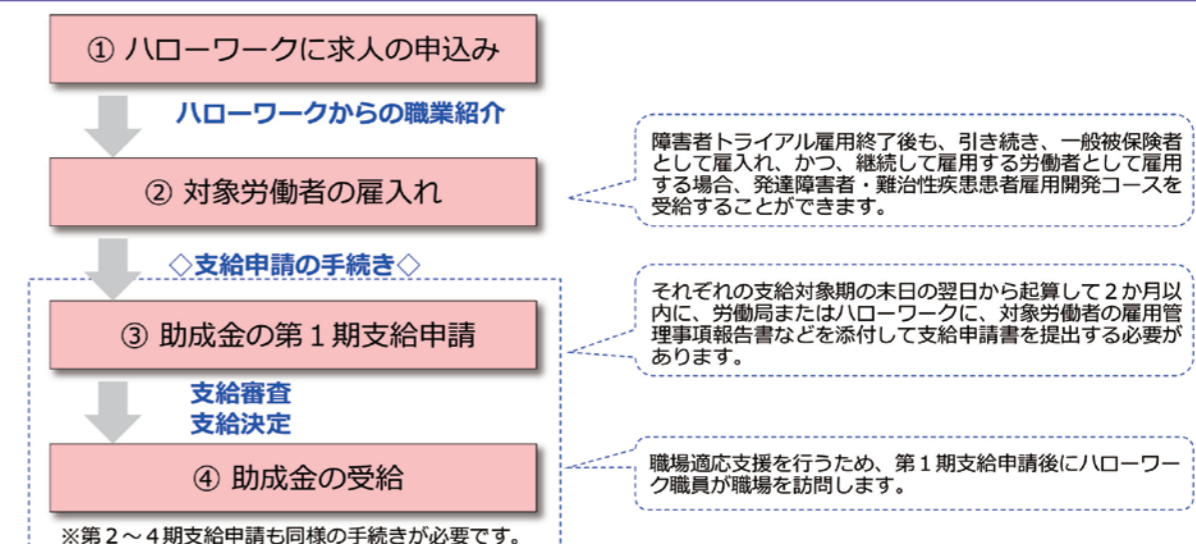 ① ハローワークに求人の申込み
ハローワークからの職業紹介
② 対象労働者の雇入れ
障害者トライアル雇用終了後も、引き続き、一般被保険者
として雇入れ、かつ、継続して雇用する労働者として雇用
する場合、発達障害者・難治性疾患患者雇用開発コースを
受給することができます。
◇支給申請の手続き◇
③ 助成金の第１期支給申請
それぞれの支給対象期の末日の翌日から起算して２か月以
内に、労働局またはハローワークに、対象労働者の雇用管
理事項報告書などを添付して支給申請書を提出する必要が
あります。
支給審査
支給決定
④ 助成金の受給
職場適応支援を行うため、第１期支給申請後にハローワー
ク職員が職場を訪問します。
※第２～４期支給申請も同様の手続きが必要です。